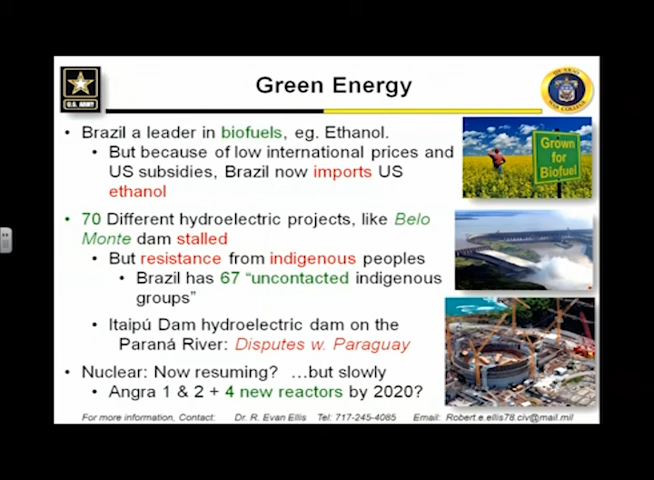 Green Energy
U.S. ARMY
• Brazil a leader in biofuels, eg. Ethanol.
• But because of low international prices and
US subsidies, Brazil now imports US
ethanol
Grown
for
Biofuel
• 70 Different hydroelectric projects, like Belo
Monte dam stalled
• But resistance from indigenous peoples
• Brazil has 67 “uncontacted indigenous
groups”
• Itaipú Dam hydroelectric dam on the
Paraná River: Disputes w. Paraguay
• Nuclear: Now resuming? …but slowly
• Angra 1 & 2 + 4 new reactors by 2020?
For more information, Contact: Dr. R. Evan Ellis Tel: 717-245-4085 Email: Robert.e.ellis78.civ@mail.mil